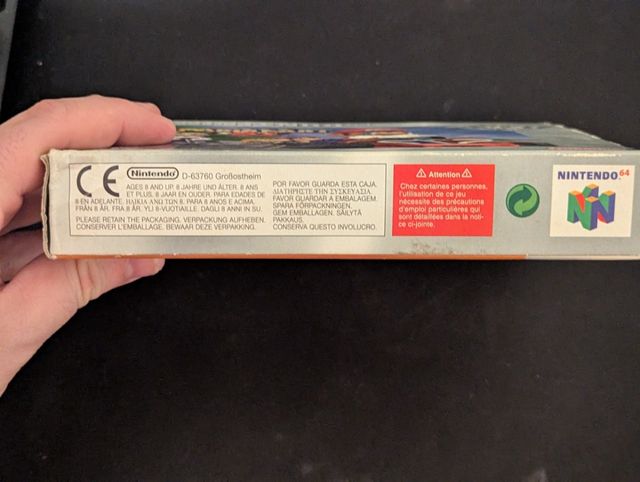 CE Nintendo D-63760 Großostheim
AGES 8 AND UP. 8 JAHRE UND ÄLTER. 8 ANS
ET PLUS. 8 JAAR EN OUDER. PARA EDADES DE
8 EN ADELANTE. ΗΛΙΚΙΑ ΑΝΩ ΤΩΝ 8. PARA 8 ANOS E ACIMA.
FRÅN 8 ÅR. FRA 8 ÅR. YLI 8-VUOTIAILLE. DAGLI 8 ANNI IN SU.
PLEASE RETAIN THE PACKAGING. VERPACKUNG AUFHEBEN.
CONSERVER L'EMBALLAGE. BEWAAR DEZE VERPAKKING.
POR FAVOR GUARDA ESTA CAJA.
ΔΙΑΤΗΡΗΣΤΕ ΤΗΝ ΣΥΣΚΕΥΑΣΙΑ.
FAVOR GUARDAR A EMBALAGEM.
SPARA FÖRPACKNINGEN.
GEM EMBALLAGEN. SÄILYTÄ
PAKKAUS.
CONSERVA QUESTO INVOLUCRO.
⚠ Attention ⚠
Chez certaines personnes,
l'utilisation de ce jeu
nécessite des précautions
d'emploi particulières qui
sont détaillées dans la noti-
ce ci-jointe.
NINTENDO 64